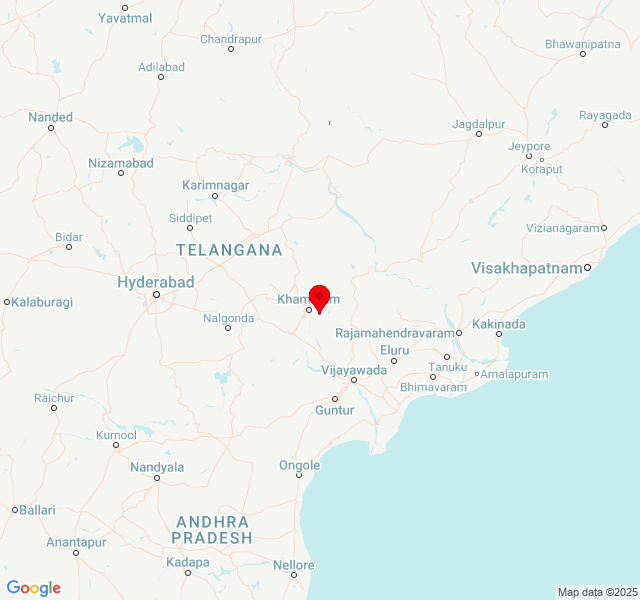 Yavatmal
Chandrapur
Bhawanipatna
Adilabad
Nanded
Rayagada
Jagdalpur
Jeypore
Nizamabad
Koraput
Karimnagar
Siddipet
Vizianagaram
Bidar
TELANGANA
Visakhapatnam
Hyderabad
Kalaburagi
Nalgonda
Kakinada
Rajamahendravaram
Eluru
Tanuku
Vijayawada
Amalapuram
Bhimavaram
Raichur
Guntur
Kurnool
Nandyala
Ongole
Ballari
ANDHRA
PRADESH
Anantapur
Kadapa
Nellore
Google
Map data ©2025